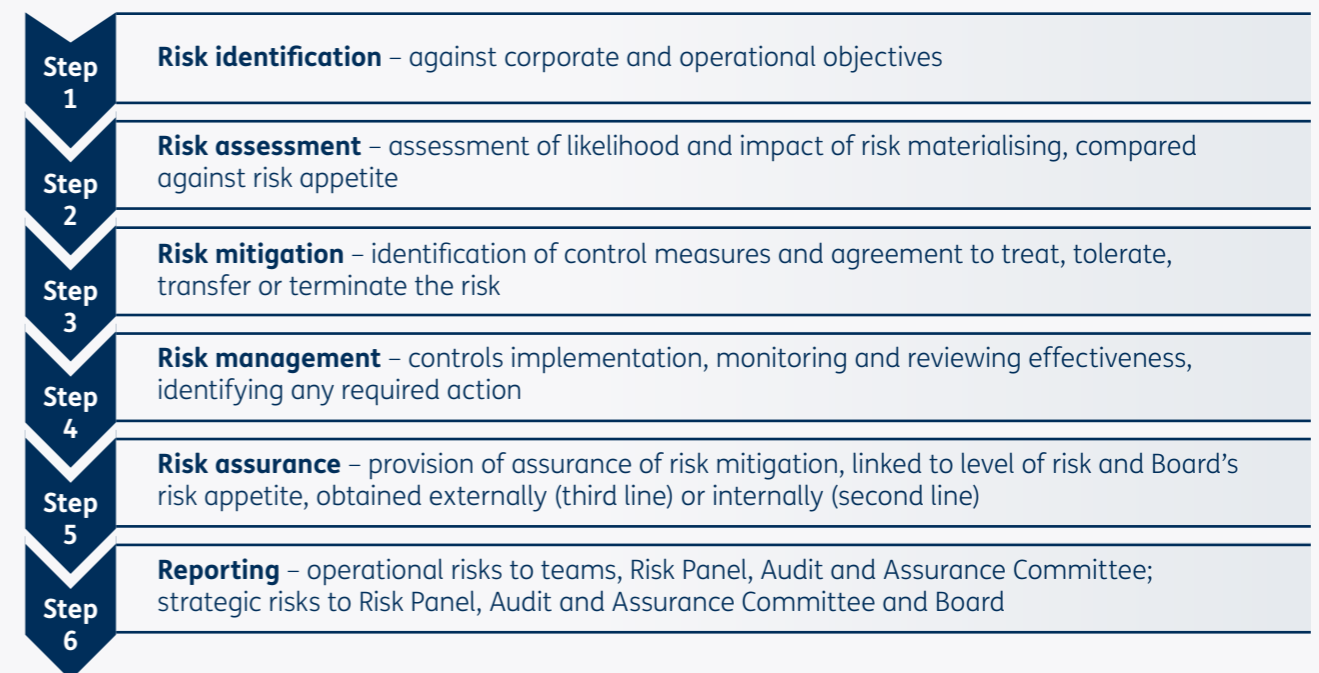 Step
1
Risk identification – against corporate and operational objectives
Step
2
Risk assessment – assessment of likelihood and impact of risk materialising, compared
against risk appetite
Step
3
Risk mitigation – identification of control measures and agreement to treat, tolerate,
transfer or terminate the risk
Step
4
Risk management – controls implementation, monitoring and reviewing effectiveness,
identifying any required action
Step
5
Risk assurance – provision of assurance of risk mitigation, linked to level of risk and Board’s
risk appetite, obtained externally (third line) or internally (second line)
Step
6
Reporting – operational risks to teams, Risk Panel, Audit and Assurance Committee;
strategic risks to Risk Panel, Audit and Assurance Committee and Board